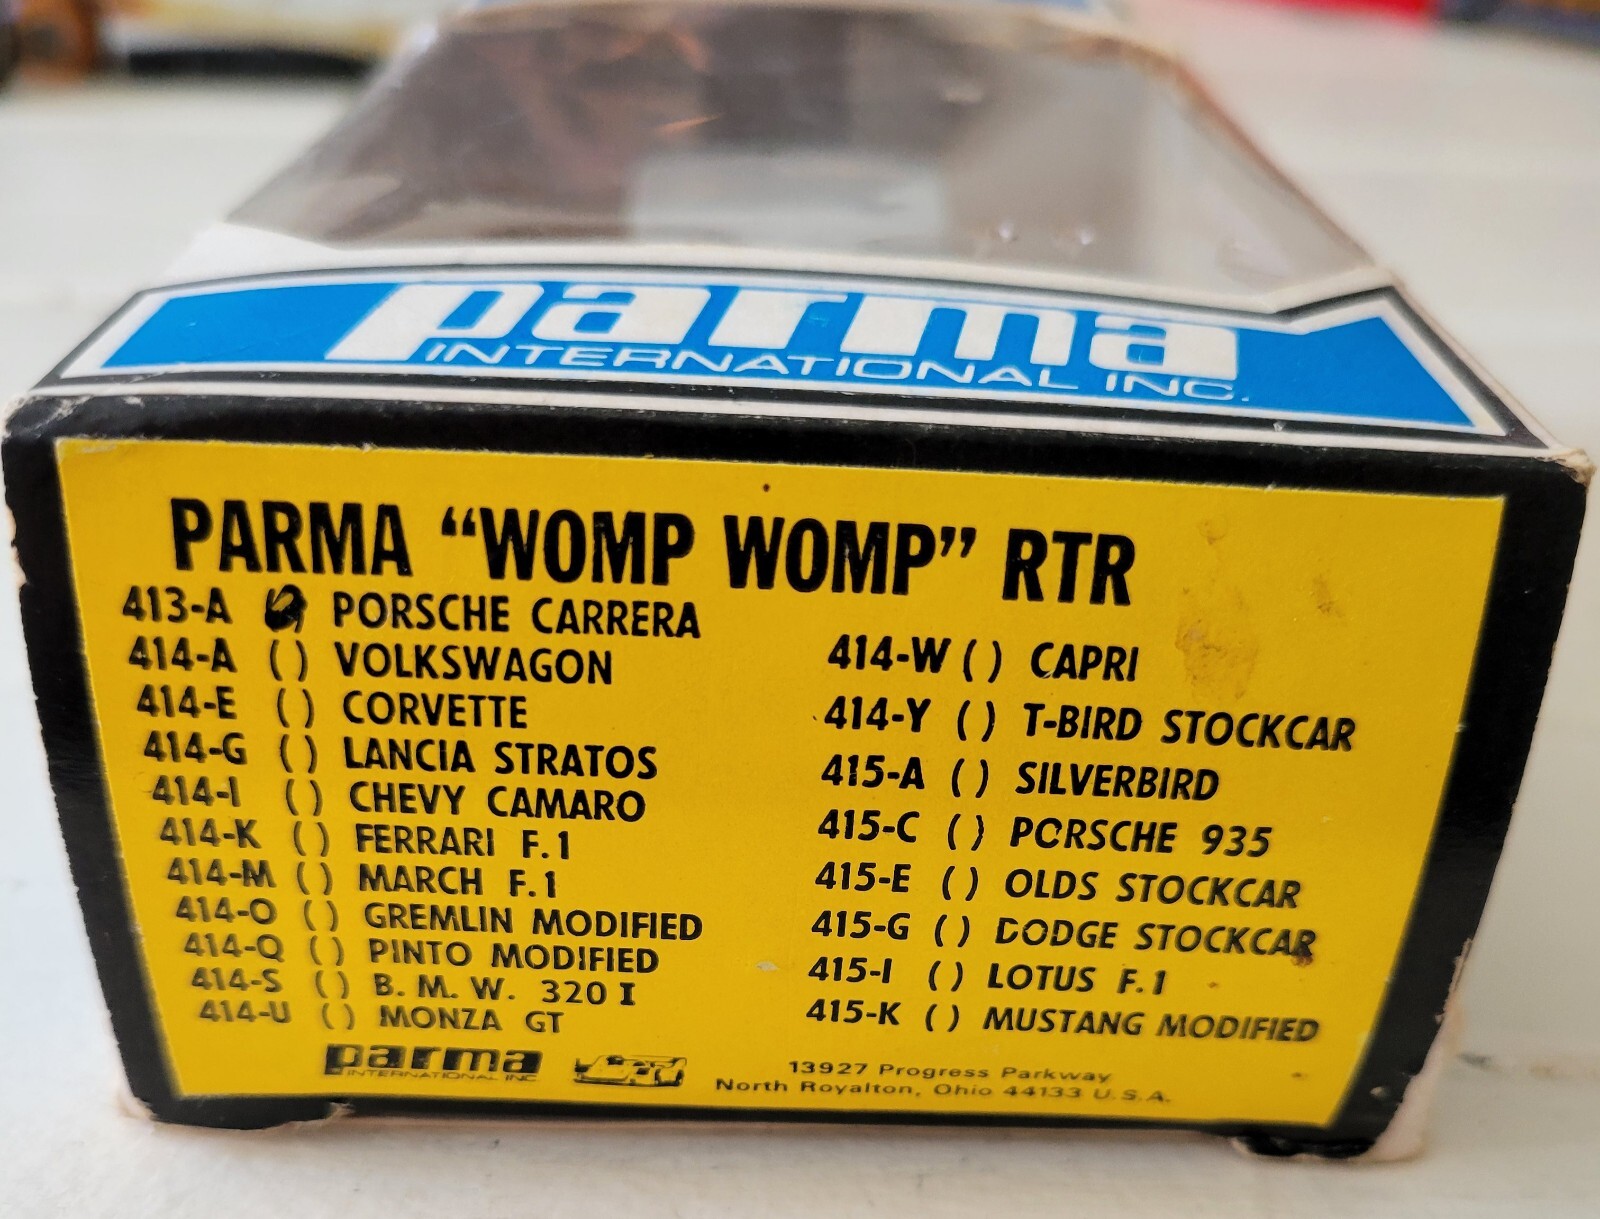 parma
INTERNATIONAL INC.
PARMA “WOMP WOMP” RTR
413-A PORSCHE CARRERA
414-A ( ) VOLKSWAGON
414-E ( ) CORVETTE
414-G ( ) LANCIA STRATOS
414-I ( ) CHEVY CAMARO
414-K ( ) FERRARI F.1
414-M ( ) MARCH F.1
414-O ( ) GREMLIN MODIFIED
414-Q ( ) PINTO MODIFIED
414-S ( ) B. M. W. 320 I
414-U ( ) MONZA GT
414-W ( ) CAPRI
414-Y ( ) T-BIRD STOCKCAR
415-A ( ) SILVERBIRD
415-C ( ) PORSCHE 935
415-E ( ) OLDS STOCKCAR
415-G ( ) DODGE STOCKCAR
415-I ( ) LOTUS F.1
415-K ( ) MUSTANG MODIFIED
parma
INTERNATIONAL INC.
13927 Progress Parkway
North Royalton, Ohio 44133 U.S.A.